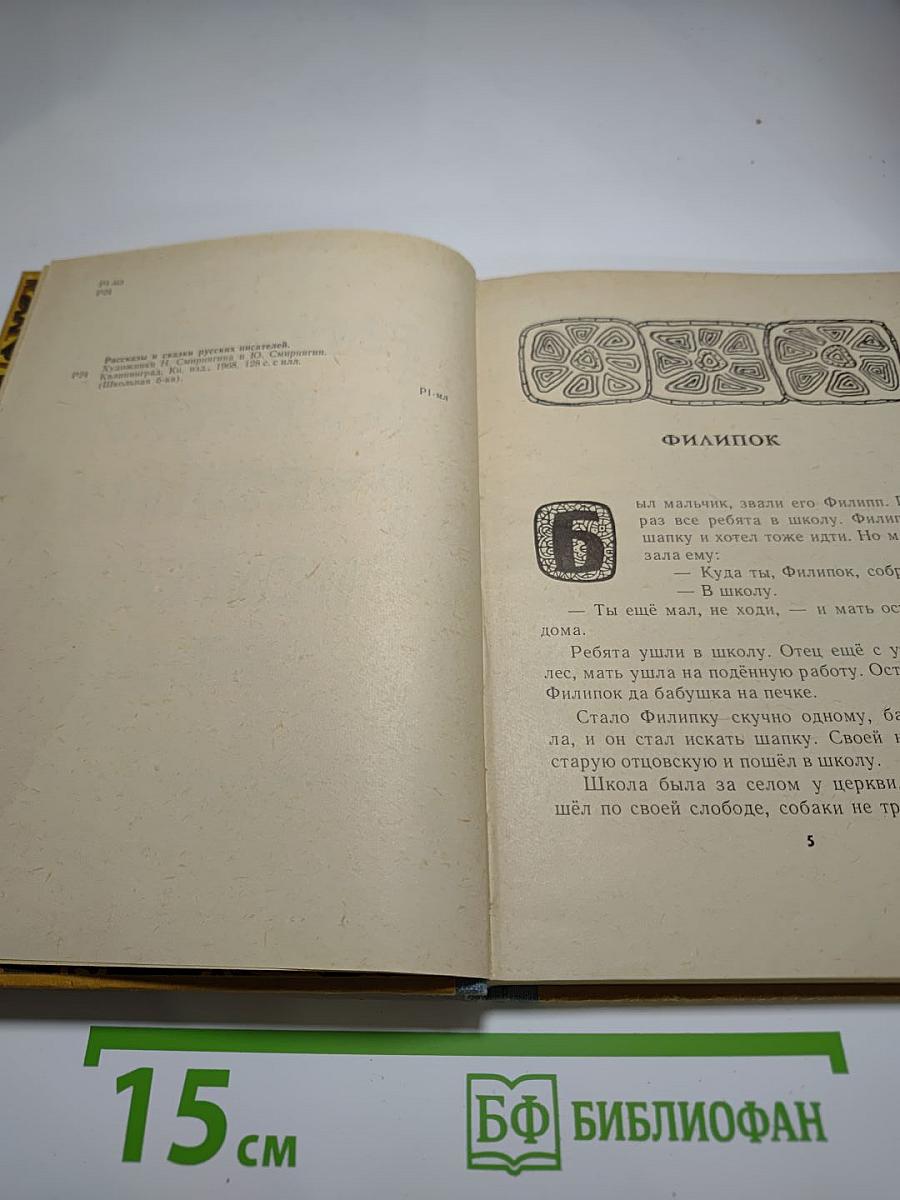 Р1 мл
Р24
Рассказы и сказки русских писателей.
Художники Н. Смирнягина и Ю. Смирнягин.
Р24 Калининград, Кн. изд., 1968, 128 с. с илл.
(Школьная б-ка).
Р1-мл
ФИЛИПОК
Был мальчик, звали его Филипп.
раз все ребята в школу.
шапку и хотел тоже идти. Но
зала ему:
— Куда ты, Филипок,
— В школу.
— Ты ещё мал, не ходи, — и мать
дома.
Ребята ушли в школу. Отец ещё с
лес, мать ушла на подённую работу.
Филипок да бабушка на печке.
Стало Филипку скучно одному,
ла, и он стал искать шапку. Своей
старую отцовскую и пошёл в школу.
Школа была за селом у церкви.
шёл по своей слободе, собаки не
5
15 см
БФ БИБЛИОФАН